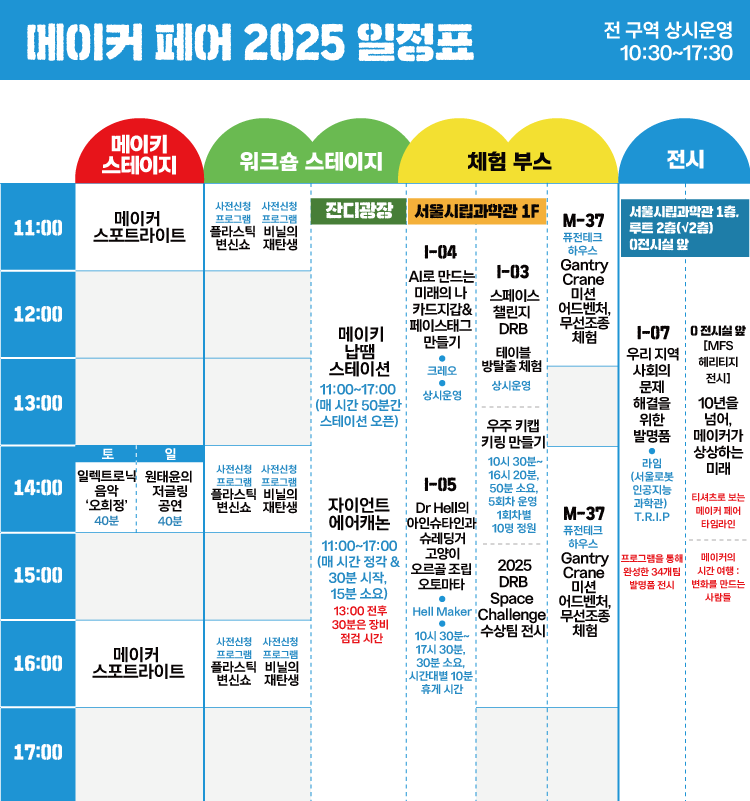 메이커 페어 2025 일정표
전 구역 상시운영
10:30~17:30
메이키
스테이지
워크숍 스테이지
체험 부스
전시
11:00
12:00
13:00
14:00
15:00
16:00
17:00
메이커
스포트라이트
토
일
일렉트로닉
음악
‘오희정’
40분
원태윤의
저글링
공연
40분
메이커
스포트라이트
사전신청
프로그램
플라스틱
변신쇼
사전신청
프로그램
비닐의
재탄생
사전신청
프로그램
플라스틱
변신쇼
사전신청
프로그램
비닐의
재탄생
사전신청
프로그램
플라스틱
변신쇼
사전신청
프로그램
비닐의
재탄생
잔디광장
메이키
납땜
스테이션
11:00~17:00
(매 시간 50분간
스테이션 오픈)
자이언트
에어캐논
11:00~17:00
(매 시간 정각 &
30분 시작,
15분 소요)
13:00 전후
30분은 장비
점검 시간
서울시립과학관 1F
I-04
AI로 만드는
미래의 나
카드지갑&
페이스태그
만들기
크레오
상시운영
I-05
Dr Hell의
아인슈타인과
슈레딩거
고양이
오르골 조립
오토마타
Hell Maker
10시 30분~
17시 30분,
30분 소요,
시간대별 10분
휴게 시간
I-03
스페이스
챌린지
DRB
테이블
방탈출 체험
상시운영
우주 키캡
키링 만들기
10시 30분~
16시 20분,
50분 소요,
5회차 운영
1회차별
10명 정원
2025
DRB
Space
Challenge
수상팀 전시
M-37
퓨전테크
하우스
Gantry
Crane
미션
어드벤처,
무선조종
체험
M-37
퓨전테크
하우스
Gantry
Crane
미션
어드벤처,
무선조종
체험
서울시립과학관 1층.
루트 2층(√2층)
0전시실 앞
I-07
우리 지역
사회의
문제
해결을
위한
발명품
라임
(서울로봇
인공지능
과학관)
T.R.I.P
프로그램을 통해
완성한 34개팀
발명품 전시
0 전시실 앞
[MFS
헤리티지
전시]
10년을
넘어,
메이커가
상상하는
미래
티셔츠로 보는
메이커 페어
타임라인
메이커의
시간 여행 :
변화를 만드는
사람들